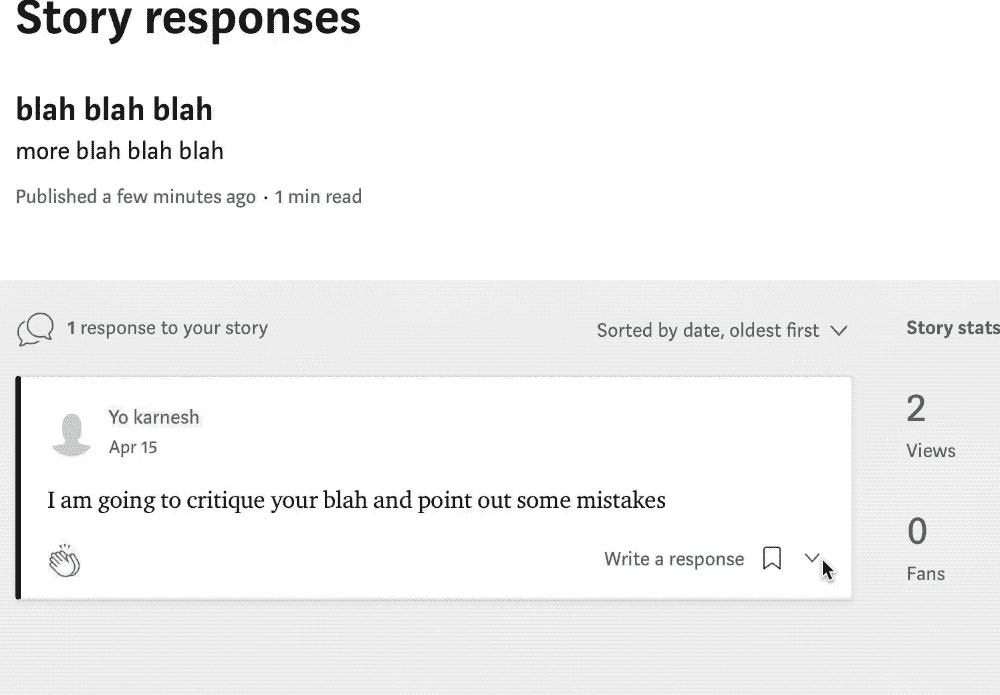 Story responses
blah blah blah
more blah blah blah
Published a few minutes ago · 1 min read
1 response to your story
Sorted by date, oldest first
Story stats
Yo karnesh
Apr 15
I am going to critique your blah and point out some mistakes
Write a response
2
Views
0
Fans